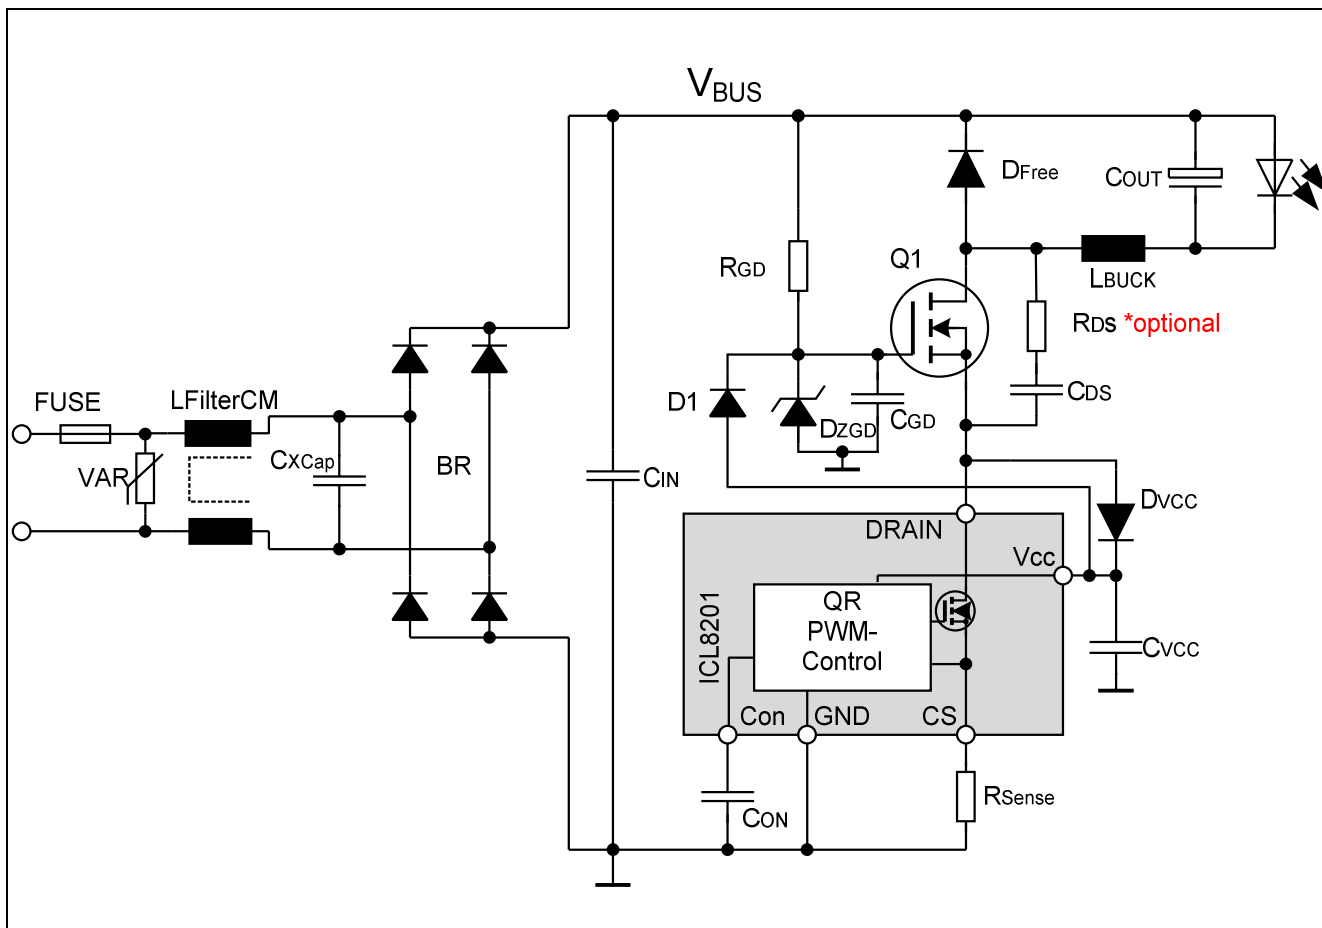 VBUS
DFree
COUT
Q1
RGD
LBUCK
RDS *optional
CDS
D1
DZGD
CGD
FUSE
LFilterCM
VAR
CXCap
BR
CIN
DVCC
DRAIN
Vcc
ICL8201
QR
PWM-
Control
CVCC
Con
GND
CS
CON
RSense